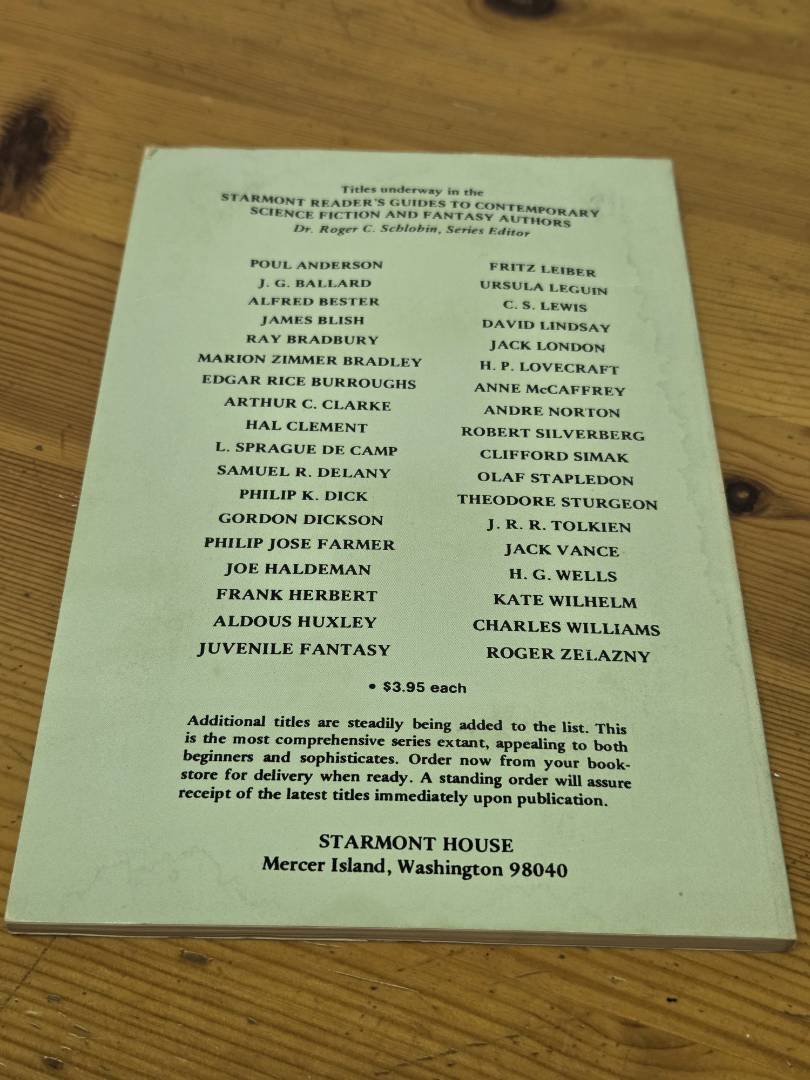 Titles underway in the
STARMONT READER'S GUIDES TO CONTEMPORARY
SCIENCE FICTION AND FANTASY AUTHORS
Dr. Roger C. Schlobin, Series Editor
POUL ANDERSON
J. G. BALLARD
ALFRED BESTER
JAMES BLISH
RAY BRADBURY
MARION ZIMMER BRADLEY
EDGAR RICE BURROUGHS
ARTHUR C. CLARKE
HAL CLEMENT
L. SPRAGUE DE CAMP
SAMUEL R. DELANY
PHILIP K. DICK
GORDON DICKSON
PHILIP JOSE FARMER
JOE HALDEMAN
FRANK HERBERT
ALDOUS HUXLEY
JUVENILE FANTASY
FRITZ LEIBER
URSULA LEGUIN
C. S. LEWIS
DAVID LINDSAY
JACK LONDON
H. P. LOVECRAFT
ANNE McCAFFREY
ANDRE NORTON
ROBERT SILVERBERG
CLIFFORD SIMAK
OLAF STAPLEDON
THEODORE STURGEON
J. R. R. TOLKIEN
JACK VANCE
H. G. WELLS
KATE WILHELM
CHARLES WILLIAMS
ROGER ZELAZNY
• $3.95 each
Additional titles are steadily being added to the list. This
is the most comprehensive series extant, appealing to both
beginners and sophisticates. Order now from your book-
store for delivery when ready. A standing order will assure
receipt of the latest titles immediately upon publication.
STARMONT HOUSE
Mercer Island, Washington 98040